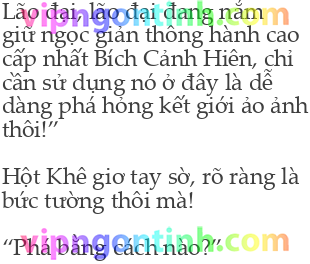 Lão đại, lão đại đang nắm
giữ ngọc giản thông hành cao
cấp nhất Bích Cảnh Hiên, chỉ
cần sử dụng nó ở đây là dễ
dàng phá hỏng kết giới ảo ảnh
thôi!”
Hột Khê giơ tay sờ, rõ ràng là
bức tường thôi mà!
“Phá bằng cách nào?”
vipngontinh.com
vipngontinh.com